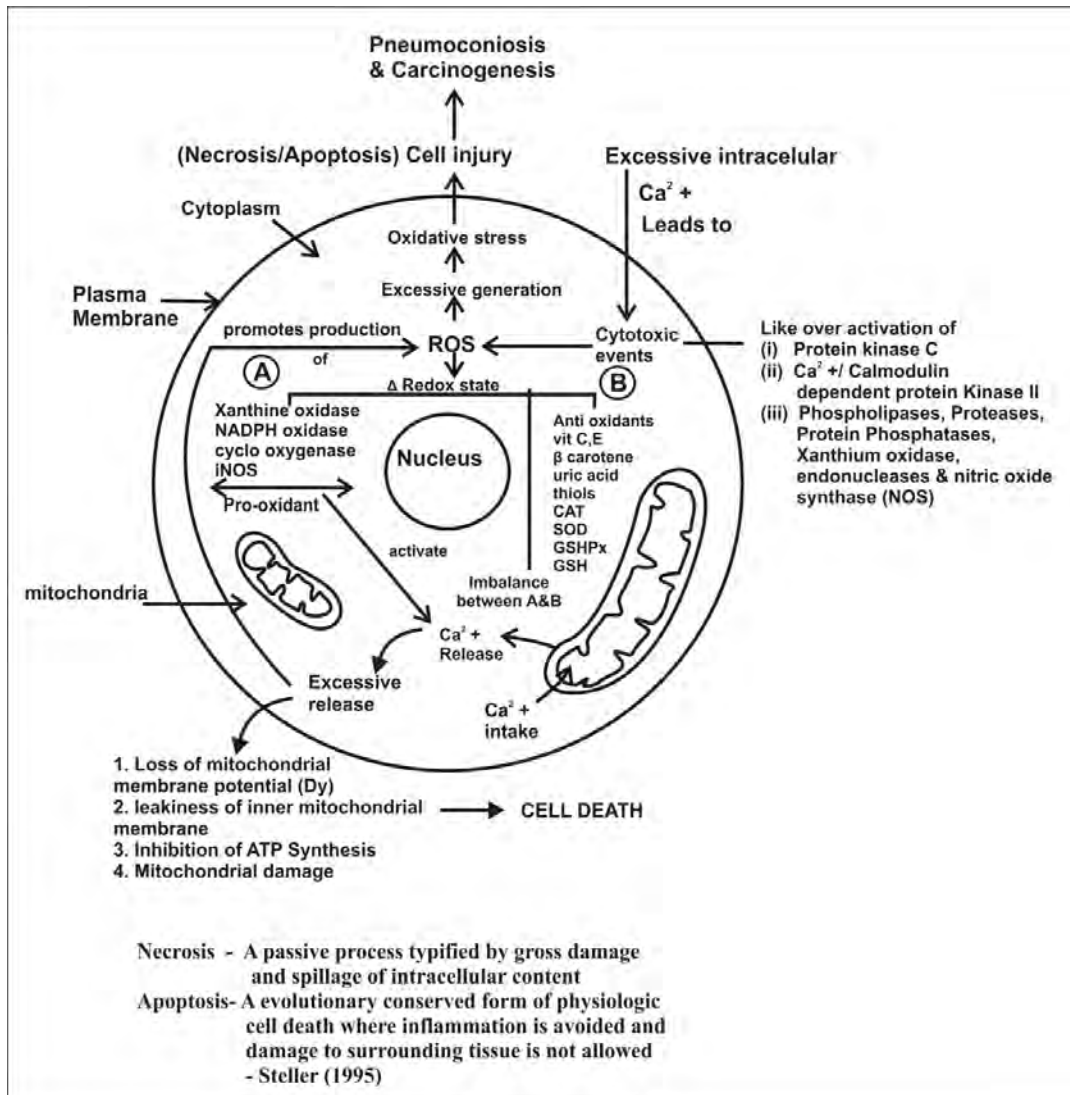 Pneumoconiosis
& Carcinogenesis
(Necrosis/Apoptosis) Cell injury
Excessive intracelular
Ca2 +
Leads to
Cytoplasm
Oxidative stress
Plasma
Membrane
Excessive generation
promotes production
of
ROS
Cytotoxic
events
Like over activation of
(i) Protein kinase C
(ii) Ca2 +/ Calmodulin
dependent protein Kinase II
(iii) Phospholipases, Proteases,
Protein Phosphatases,
Xanthium oxidase,
endonucleases & nitric oxide
synthase (NOS)
A
B
Δ Redox state
Xanthine oxidase
NADPH oxidase
cyclo oxygenase
iNOS
Pro-oxidant
Nucleus
Anti oxidants
vit C,E
β carotene
uric acid
thiols
CAT
SOD
GSHPx
GSH
activate
Imbalance
between A&B
mitochondria
Ca2 +
Release
Excessive
release
Ca2 +
intake
1. Loss of mitochondrial
membrane potential (Dy)
2. leakiness of inner mitochondrial
membrane
3. Inhibition of ATP Synthesis
4. Mitochondrial damage
CELL DEATH
Necrosis - A passive process typified by gross damage
and spillage of intracellular content
Apoptosis- A evolutionary conserved form of physiologic
cell death where inflammation is avoided and
damage to surrounding tissue is not allowed
- Steller (1995)